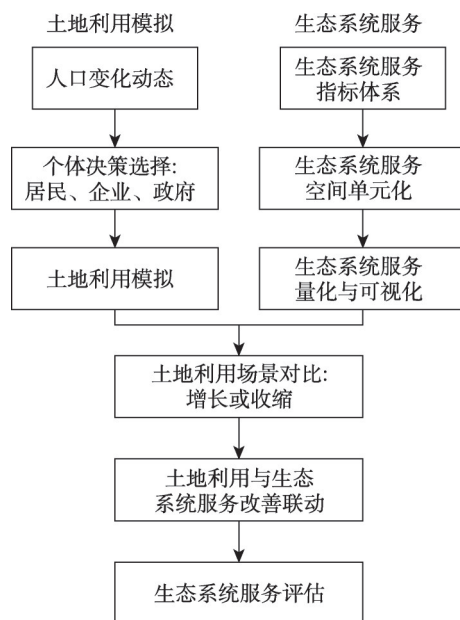 土地利用模拟
生态系统服务
人口变化动态
生态系统服务
指标体系
个体决策选择:
居民、企业、政府
生态系统服务
空间单元化
土地利用模拟
生态系统服务
量化与可视化
土地利用场景对比:
增长或收缩
土地利用与生态
系统服务改善联动
生态系统服务评估